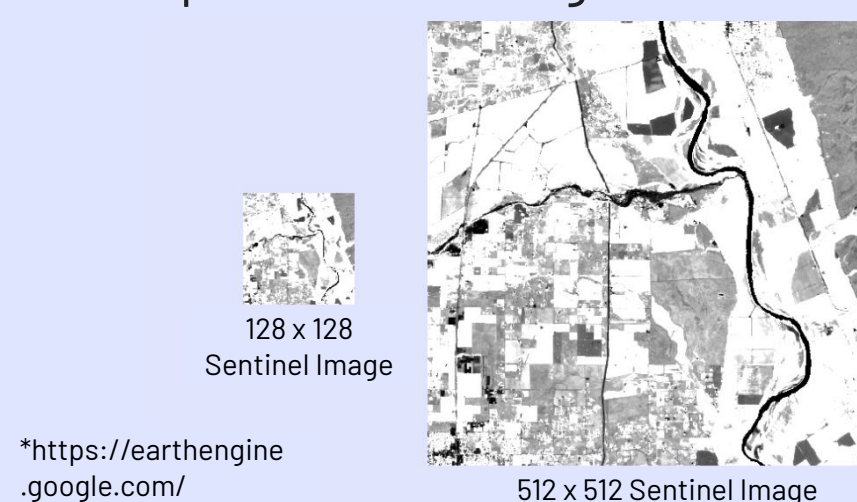 128 x 128
Sentinel Image
*https://earthengine
.google.com/
512 x 512 Sentinel Image